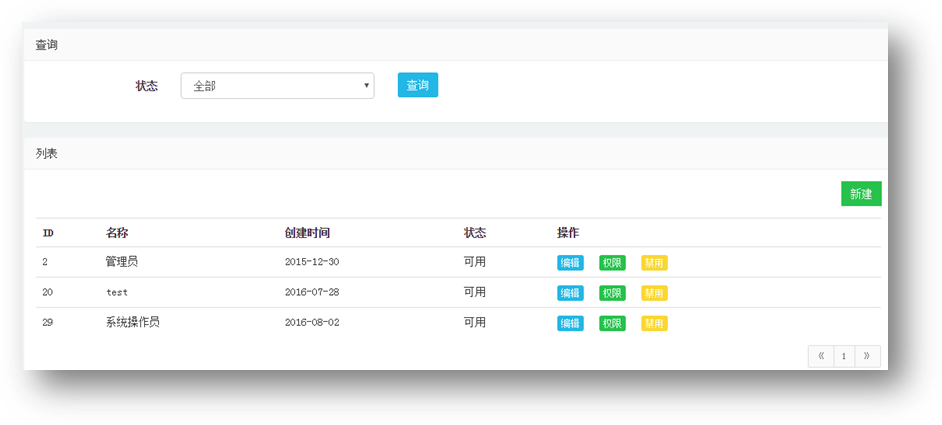 查询
状态 全部 查询
列表
新建
ID 名称 创建时间 状态 操作
2 管理员 2015-12-30 可用 编辑 权限 禁用
20 test 2016-07-28 可用 编辑 权限 禁用
29 系统操作员 2016-08-02 可用 编辑 权限 禁用
« 1 »